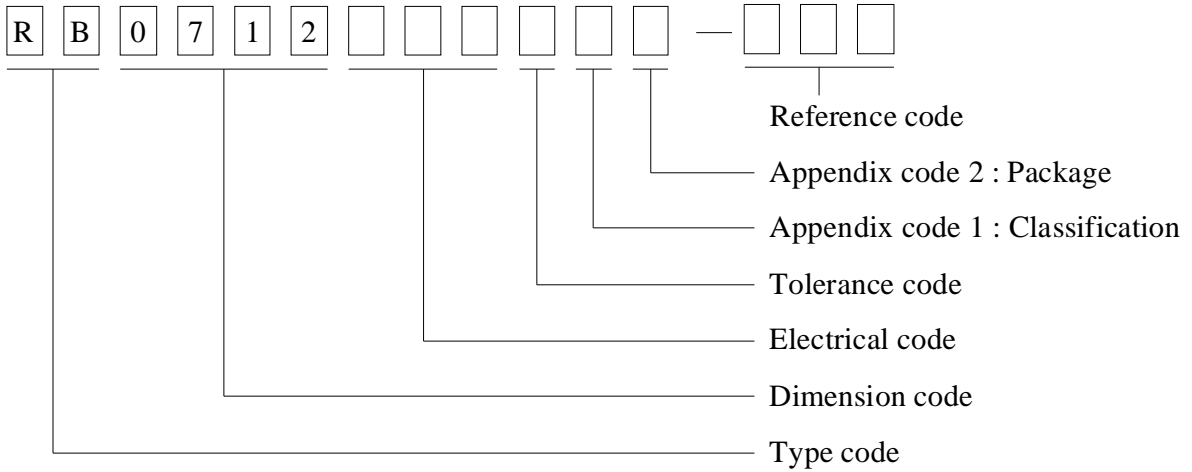 R B 0 7 1 2 —
Reference code
Appendix code 2 : Package
Appendix code 1 : Classification
Tolerance code
Electrical code
Dimension code
Type code